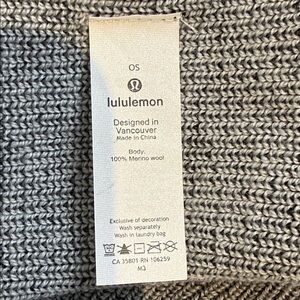 OS
lululemon
Designed in
Vancouver
Made in China
Body:
100% Merino wool
Exclusive of decoration
Wash separately
Wash in laundry bag
CA 35801 RN 106259
M3